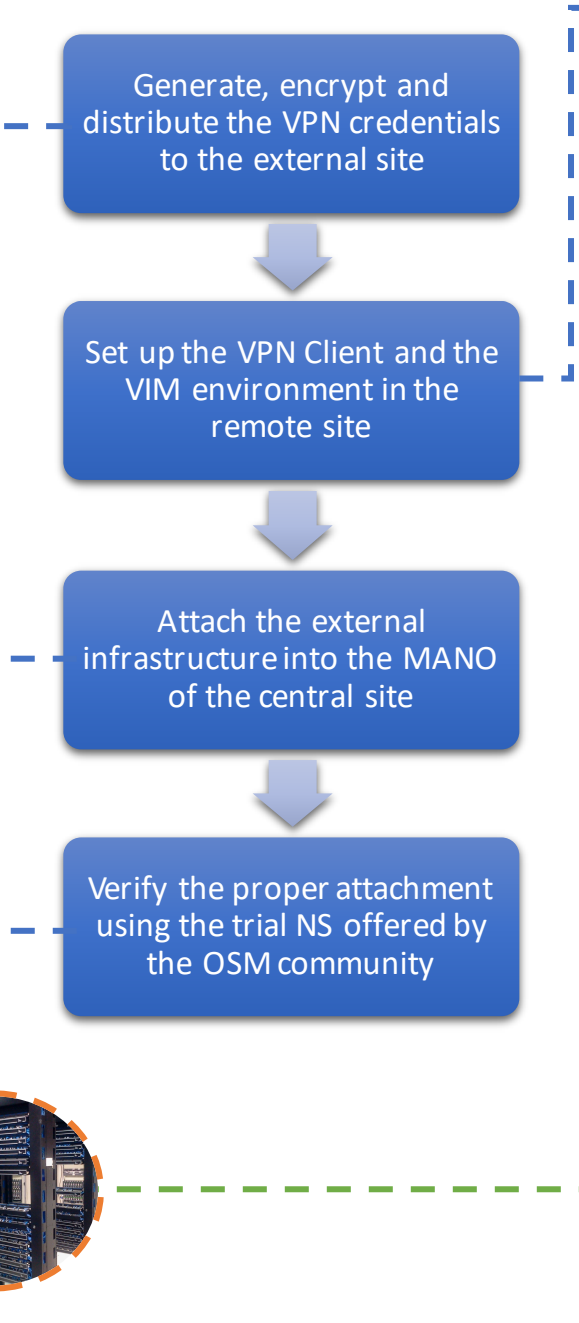 Generate, encrypt and
distribute the VPN credentials
to the external site
Set up the VPN Client and the
VIM environment in the
remote site
Attach the external
infrastructure into the MANO
of the central site
Verify the proper attachment
using the trial NS offered by
the OSM community